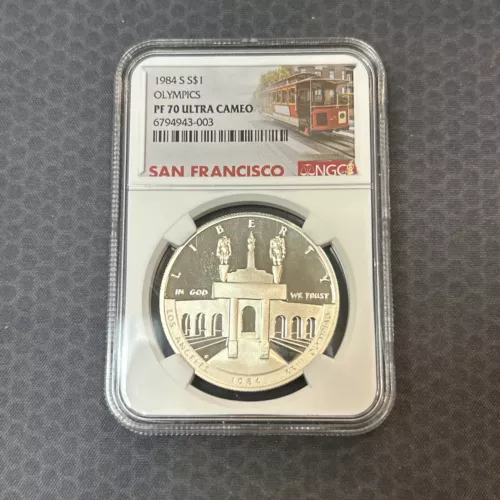 1984 S S$1
OLYMPICS
PF 70 ULTRA CAMEO
6794943-003
SAN FRANCISCO
NGC
LIBERTY
IN GOD WE TRUST
LOS ANGELES
1984